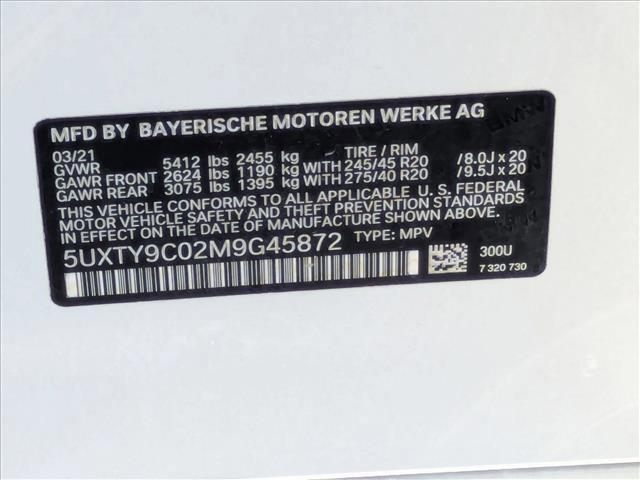 MFD BY BAYERISCHE MOTOREN WERKE AG
03/21 TIRE / RIM
GVWR 5412 lbs 2455 kg
GAWR FRONT 2624 lbs 1190 kg WITH 245/45 R20 /8.0J x 20
GAWR REAR 3075 lbs 1395 kg WITH 275/40 R20 /9.5J x 20
THIS VEHICLE CONFORMS TO ALL APPLICABLE U. S. FEDERAL
MOTOR VEHICLE SAFETY, BUMPER, AND THEFT PREVENTION STANDARDS
IN EFFECT ON THE DATE OF MANUFACTURE SHOWN ABOVE.
5UXTY9C02M9G45872 TYPE: MPV
300U
7 320 730